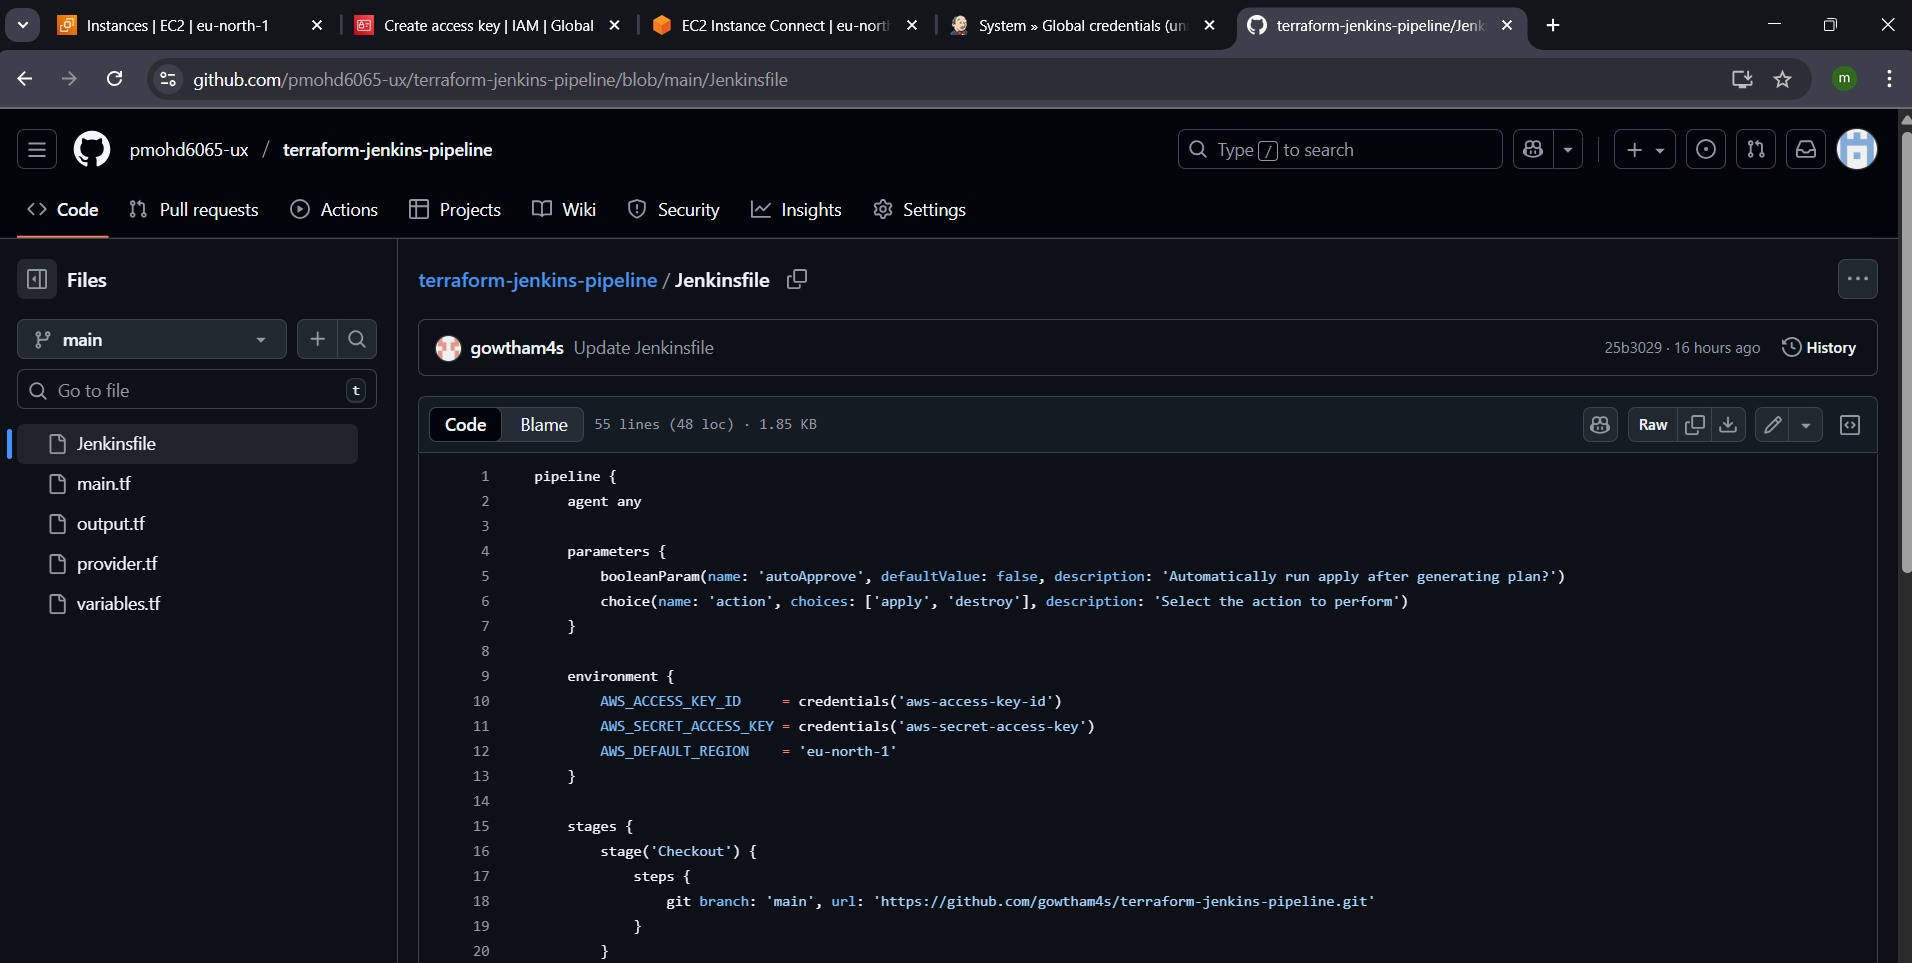 Instances | EC2 | eu-north-1
Create access key | IAM | Global
EC2 Instance Connect | eu-north
System » Global credentials (un
terraform-jenkins-pipeline/Jenk
github.com/pmohd6065-ux/terraform-jenkins-pipeline/blob/main/Jenkinsfile
m
pmohd6065-ux / terraform-jenkins-pipeline
Type / to search
Code
Pull requests
Actions
Projects
Wiki
Security
Insights
Settings
Files
main
Go to file
t
Jenkinsfile
main.tf
output.tf
provider.tf
variables.tf
terraform-jenkins-pipeline / Jenkinsfile
gowtham4s Update Jenkinsfile
25b3029 · 16 hours ago
History
Code
Blame
55 lines (48 loc) · 1.85 KB
Raw
1 pipeline {
2     agent any
3
4     parameters {
5         booleanParam(name: 'autoApprove', defaultValue: false, description: 'Automatically run apply after generating plan?')
6         choice(name: 'action', choices: ['apply', 'destroy'], description: 'Select the action to perform')
7     }
8
9     environment {
10         AWS_ACCESS_KEY_ID     = credentials('aws-access-key-id')
11         AWS_SECRET_ACCESS_KEY = credentials('aws-secret-access-key')
12         AWS_DEFAULT_REGION    = 'eu-north-1'
13     }
14
15     stages {
16         stage('Checkout') {
17             steps {
18                 git branch: 'main', url: 'https://github.com/gowtham4s/terraform-jenkins-pipeline.git'
19             }
20         }